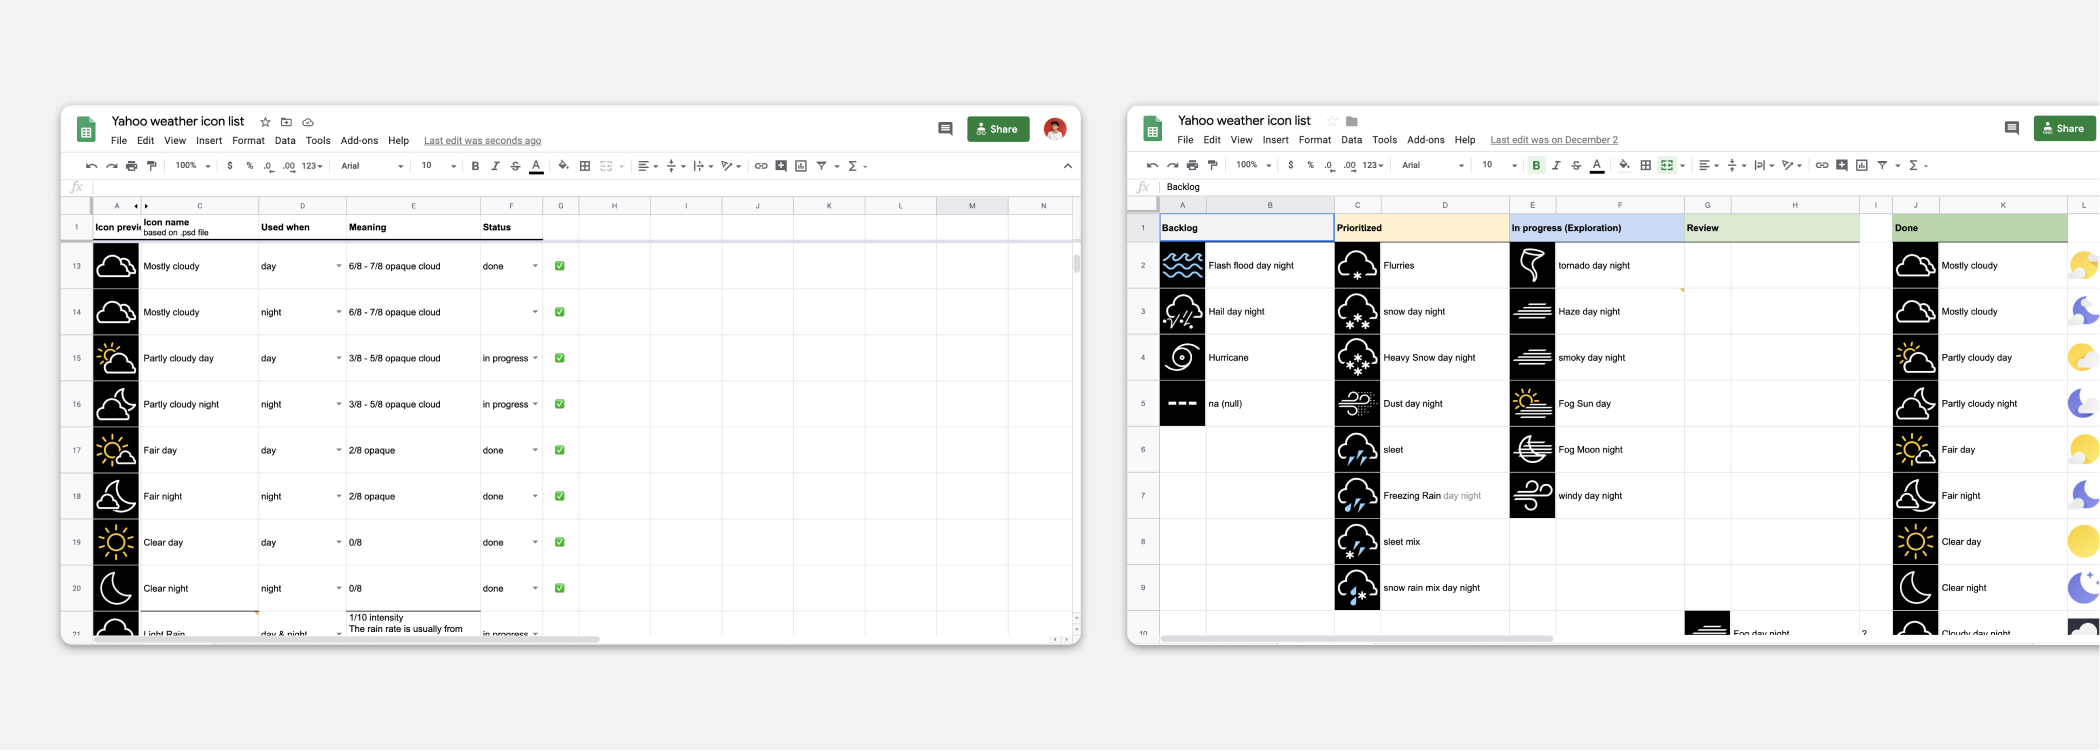 Yahoo weather icon list
File Edit View Insert Format Data Tools Add-ons Help Last edit was seconds ago
Share
100% $ % .0 .00 123 Arial 10 B I S A
fx
A C D E F G H I J K L M N
1 Icon previ Icon name Used when Meaning Status
based on .psd file
13 Mostly cloudy day 6/8 - 7/8 opaque cloud done
14 Mostly cloudy night 6/8 - 7/8 opaque cloud
15 Partly cloudy day day 3/8 - 5/8 opaque cloud in progress
16 Partly cloudy night night 3/8 - 5/8 opaque cloud in progress
17 Fair day day 2/8 opaque done
18 Fair night night 2/8 opaque done
19 Clear day day 0/8 done
20 Clear night night 0/8 done
1/10 intensity
The rain rate is usually from
21 Light Rain day & night in progress
Yahoo weather icon list
File Edit View Insert Format Data Tools Add-ons Help Last edit was on December 2
Share
100% $ % .0 .00 123 Arial 10 B I S A
fx Backlog
A B C D E F G H I J K L
1 Backlog Prioritized In progress (Exploration) Review Done
2 Flash flood day night Flurries tornado day night Mostly cloudy
3 Hail day night snow day night Haze day night Mostly cloudy
4 Hurricane Heavy Snow day night smoky day night Partly cloudy day
5 na (null) Dust day night Fog Sun day Partly cloudy night
6 sleet Fog Moon night Fair day
7 Freezing Rain day night windy day night Fair night
8 sleet mix Clear day
9 snow rain mix day night Clear night
10 Fog day night ? Cloudy day night